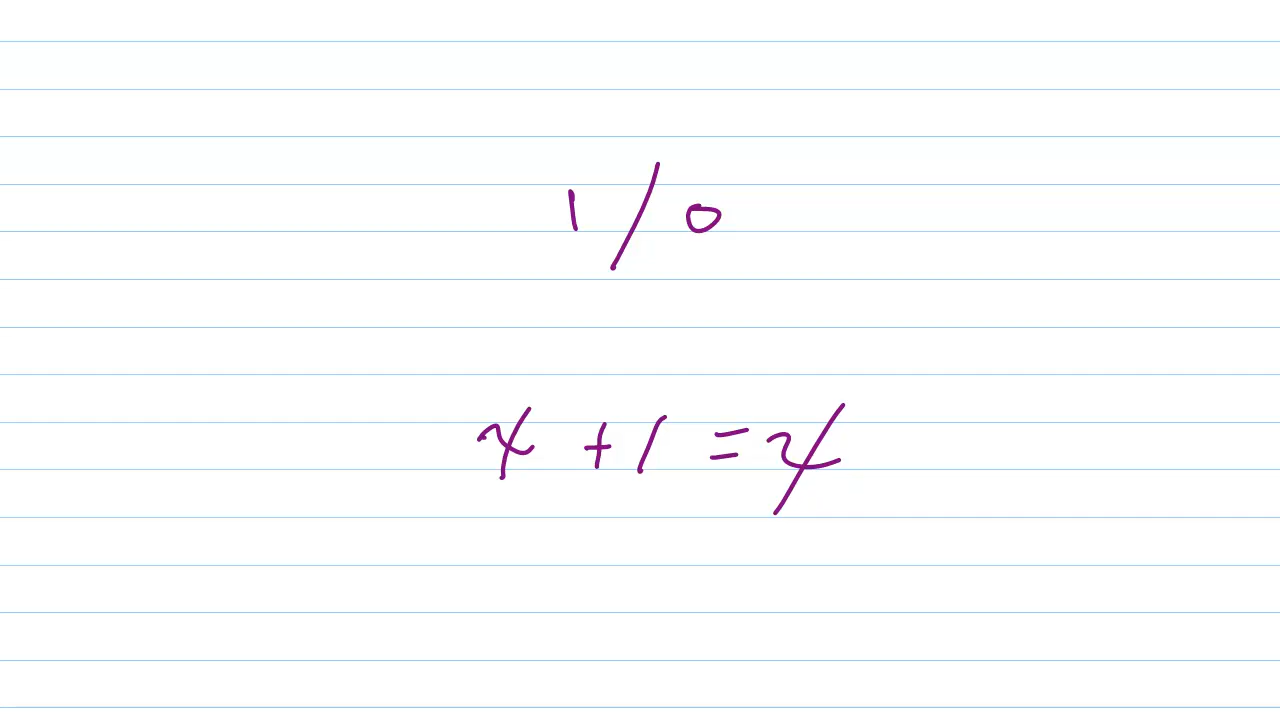 1/0
x + 1 = x